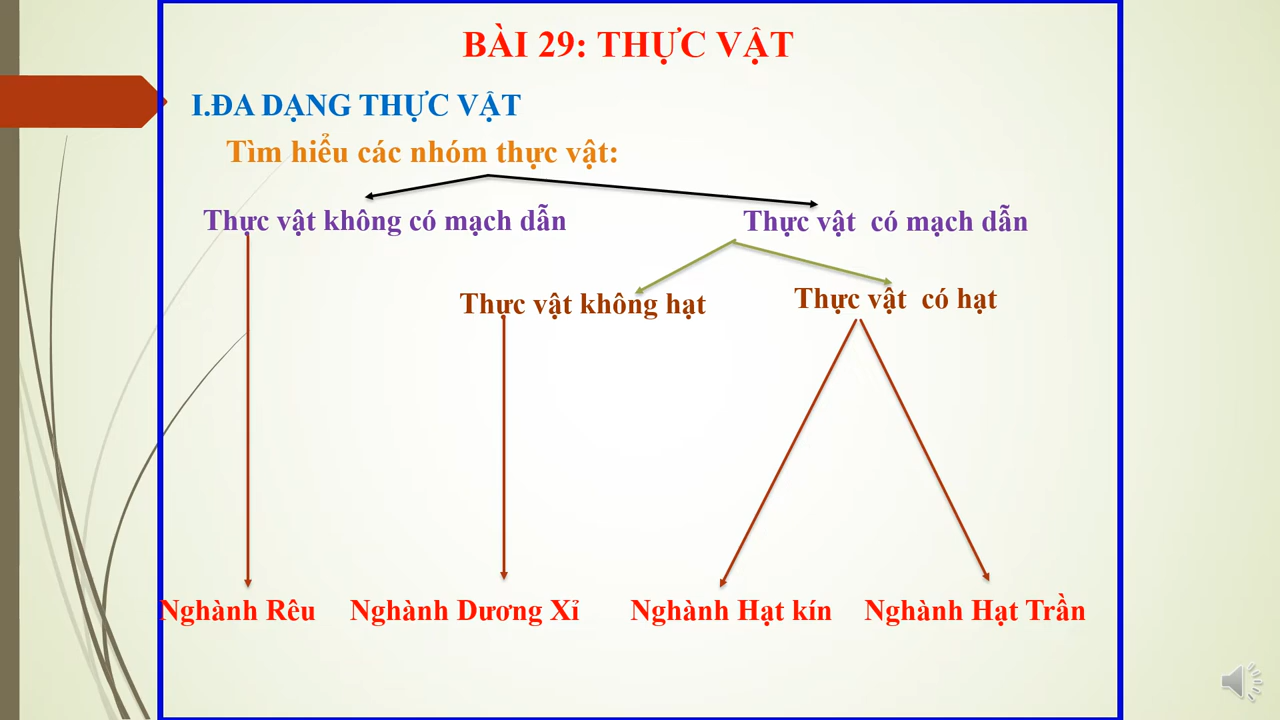 BÀI 29: THỰC VẬT
I.ĐA DẠNG THỰC VẬT
Tìm hiểu các nhóm thực vật:
Thực vật không có mạch dẫn
Thực vật có mạch dẫn
Thực vật không hạt
Thực vật có hạt
Nghành Rêu
Nghành Dương Xỉ
Nghành Hạt kín
Nghành Hạt Trần